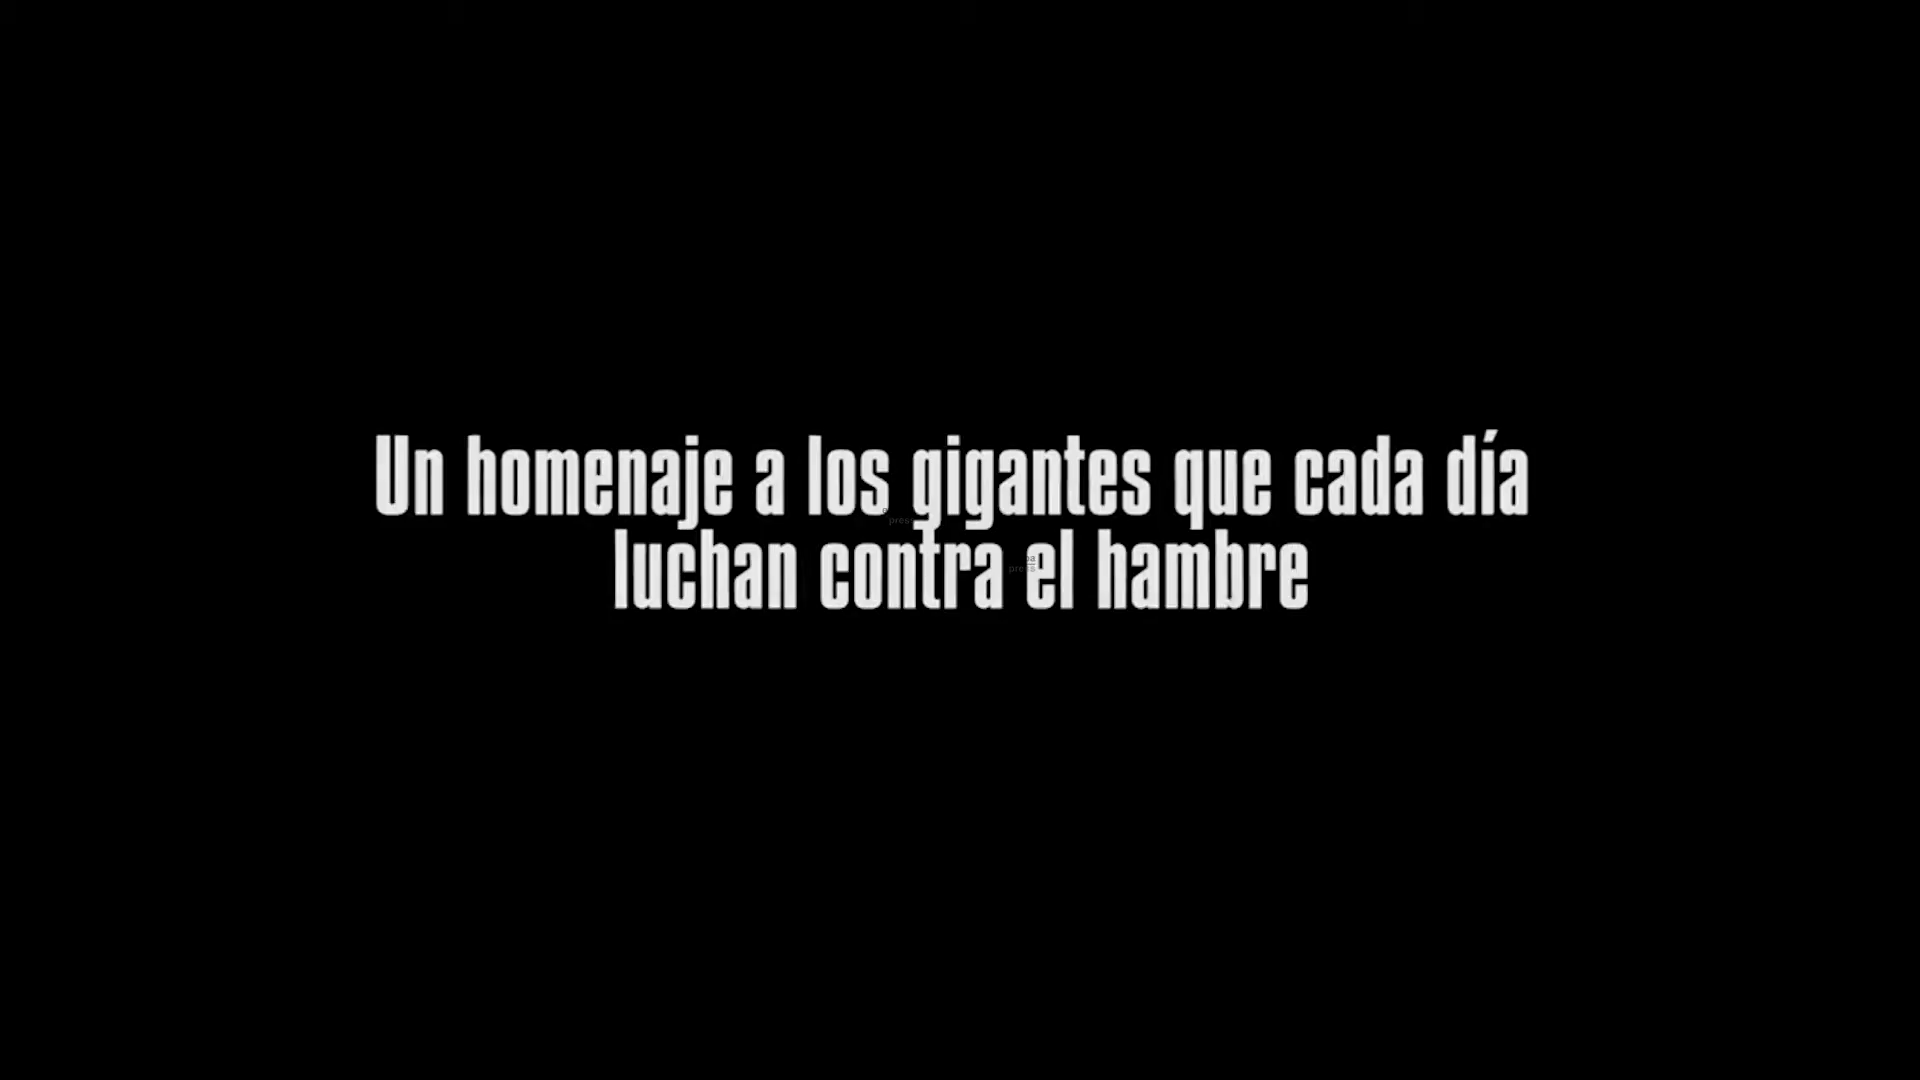 Un homenaje a los gigantes que cada día
luchan contra el hambre